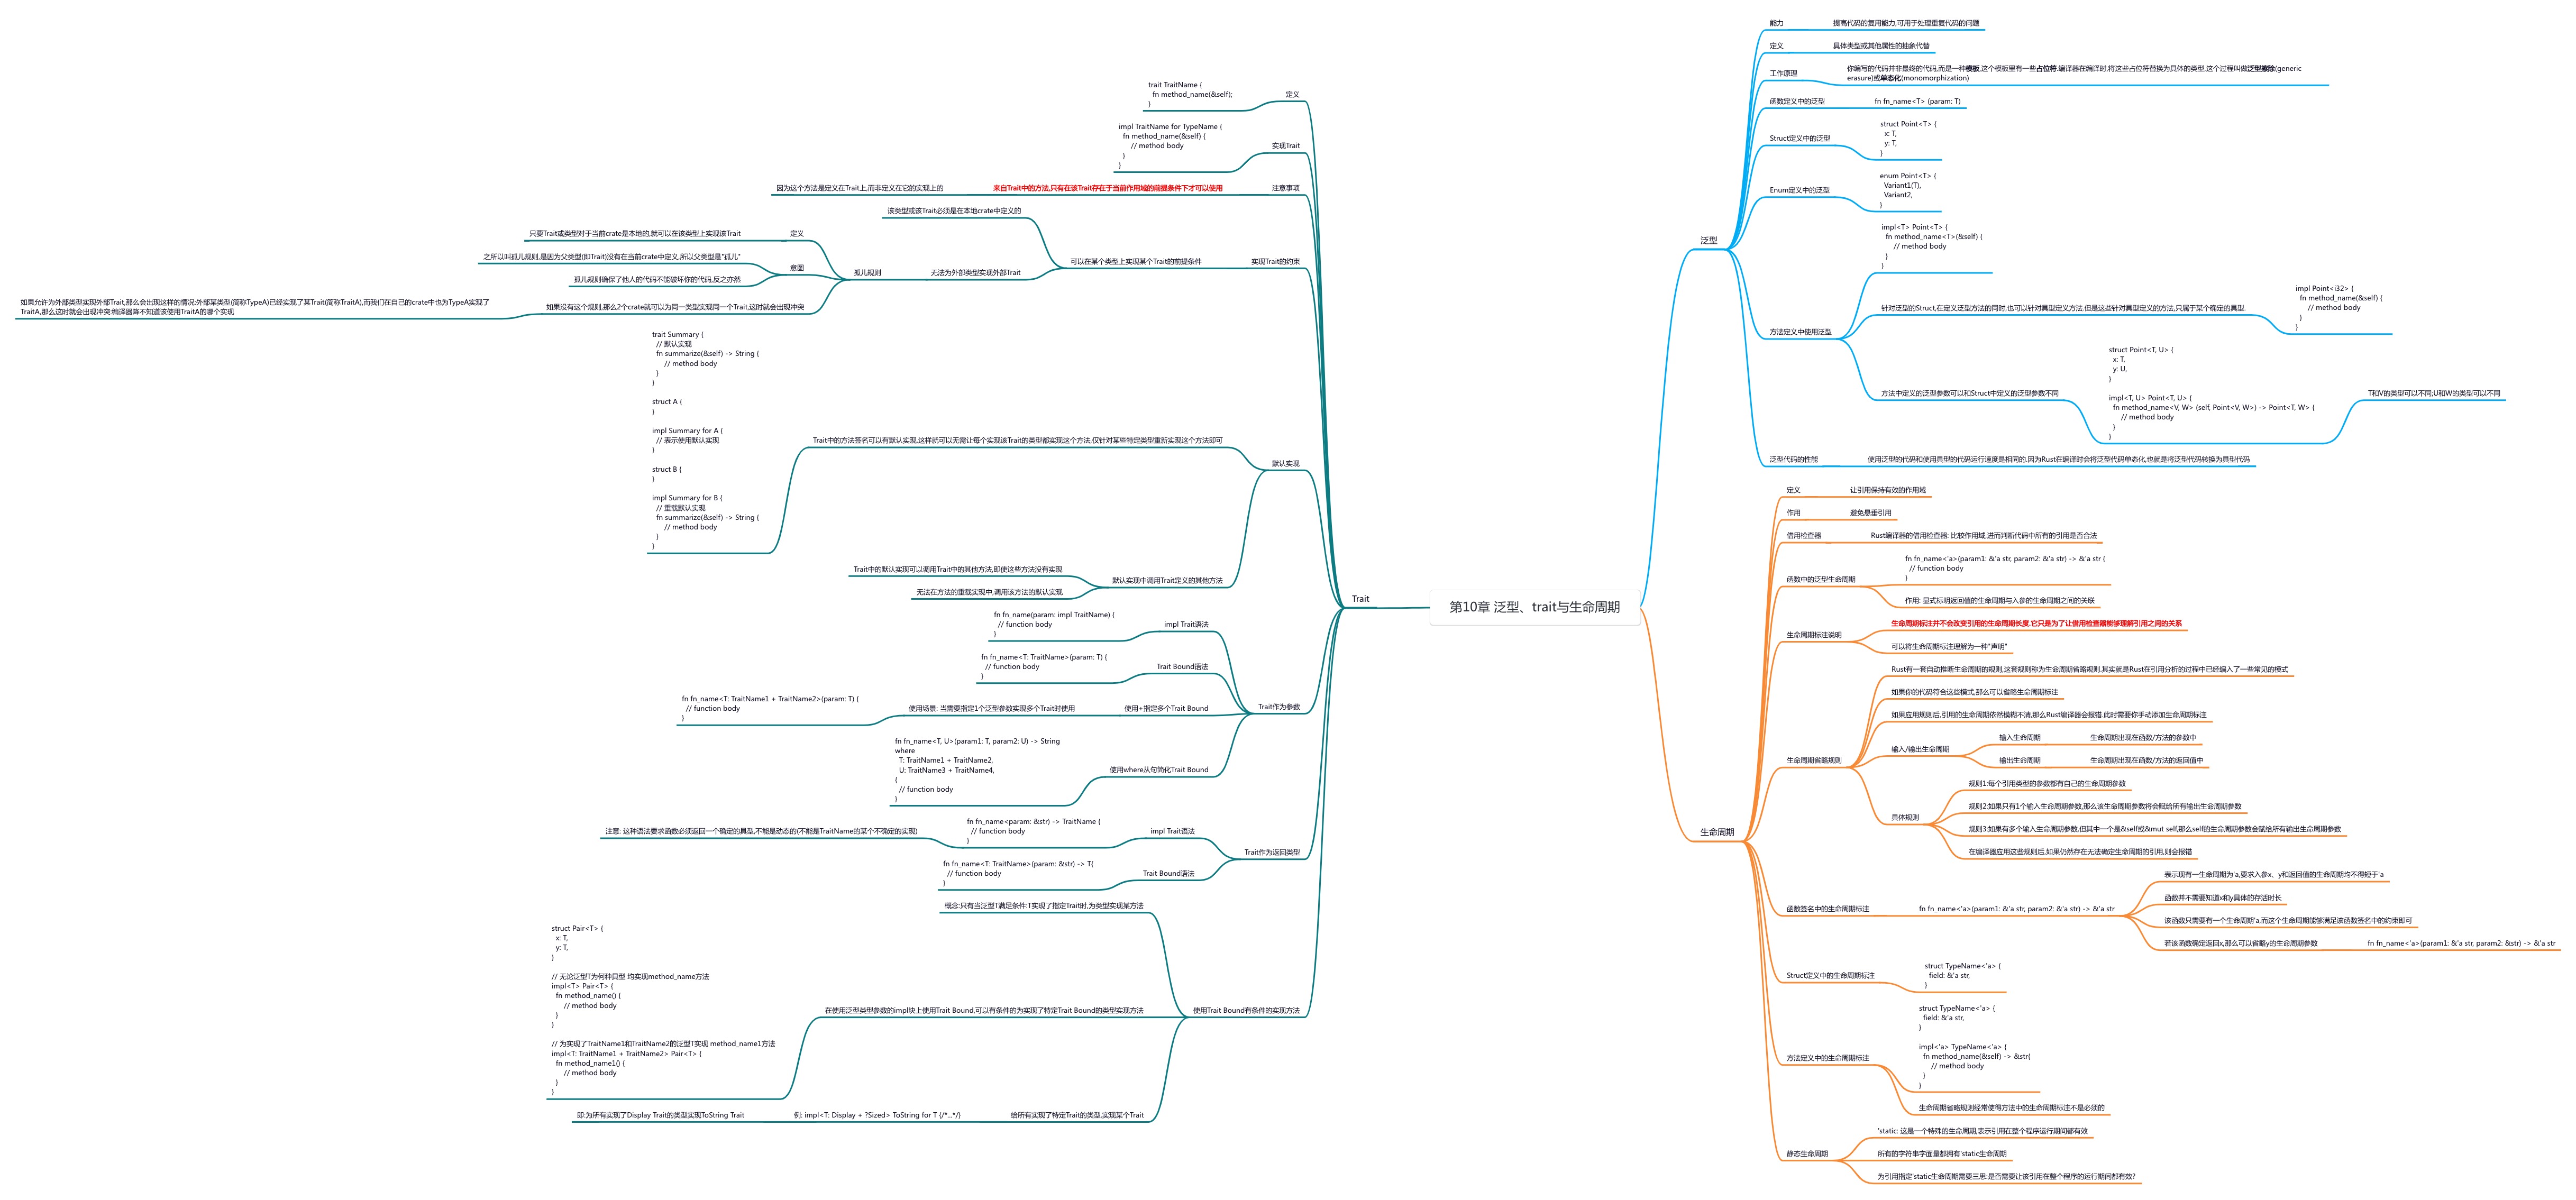 第10章 泛型、trait与生命周期
泛型
能力
提高代码的复用能力,可用于处理重复代码的问题
定义
具体类型或其他属性的抽象代替
工作原理
你编写的代码并非最终的代码,而是一种模板,这个模板里有一些占位符.编译器在编译时,将这些占位符替换为具体的类型,这个过程叫做泛型擦除(generic
erasure)或单态化(monomorphization)
函数定义中的泛型
fn fn_name<T> (param: T)
Struct定义中的泛型
struct Point<T> {
x: T,
y: T,
}
Enum定义中的泛型
enum Point<T> {
Variant1(T),
Variant2,
}
方法定义中使用泛型
impl<T> Point<T> {
fn method_name<T>(&self) {
// method body
}
}
针对泛型的Struct,在定义泛型方法的同时,也可以针对具型定义方法.但是这些针对具型定义的方法,只属于某个确定的具型.
impl Point<i32> {
fn method_name(&self) {
// method body
}
}
方法中定义的泛型参数可以和Struct中定义的泛型参数不同
struct Point<T, U> {
x: T,
y: U,
}
impl<T, U> Point<T, U> {
fn method_name<V, W> (self, Point<V, W>) -> Point<T, W> {
// method body
}
}
T和V的类型可以不同;U和W的类型可以不同
泛型代码的性能
使用泛型的代码和使用具型的代码运行速度是相同的.因为Rust在编译时会将泛型代码单态化,也就是将泛型代码转换为具型代码
生命周期
定义
让引用保持有效的作用域
作用
避免悬垂引用
借用检查器
Rust编译器的借用检查器: 比较作用域,进而判断代码中所有的引用是否合法
函数中的泛型生命周期
fn fn_name<'a>(param1: &'a str, param2: &'a str) -> &'a str {
// function body
}
作用: 显式标明返回值的生命周期与入参的生命周期之间的关联
生命周期标注说明
生命周期标注并不会改变引用的生命周期长度.它只是为了让借用检查器能够理解引用之间的关系
可以将生命周期标注理解为一种"声明"
生命周期省略规则
Rust有一套自动推断生命周期的规则,这套规则称为生命周期省略规则.其实就是Rust在引用分析的过程中已经编入了一些常见的模式
如果你的代码符合这些模式,那么可以省略生命周期标注
如果应用规则后,引用的生命周期依然模糊不清,那么Rust编译器会报错.此时需要你手动添加生命周期标注
输入/输出生命周期
输入生命周期
生命周期出现在函数/方法的参数中
输出生命周期
生命周期出现在函数/方法的返回值中
具体规则
规则1:每个引用类型的参数都有自己的生命周期参数
规则2:如果只有1个输入生命周期参数,那么该生命周期参数将会赋给所有输出生命周期参数
规则3:如果有多个输入生命周期参数,但其中一个是&self或&mut self,那么self的生命周期参数会赋给所有输出生命周期参数
在编译器应用这些规则后,如果仍然存在无法确定生命周期的引用,则会报错
函数签名中的生命周期标注
fn fn_name<'a>(param1: &'a str, param2: &'a str) -> &'a str
表示现有一生命周期为'a,要求入参x、y和返回值的生命周期均不得短于'a
函数并不需要知道x和y具体的存活时长
该函数只需要有一个生命周期'a,而这个生命周期能够满足该函数签名中的约束即可
若该函数确定返回x,那么可以省略y的生命周期参数
fn fn_name<'a>(param1: &'a str, param2: &str) -> &'a str
Struct定义中的生命周期标注
struct TypeName<'a> {
field: &'a str,
}
方法定义中的生命周期标注
struct TypeName<'a> {
field: &'a str,
}
impl<'a> TypeName<'a> {
fn method_name(&self) -> &str{
// method body
}
}
生命周期省略规则经常使得方法中的生命周期标注不是必须的
静态生命周期
'static: 这是一个特殊的生命周期,表示引用在整个程序运行期间都有效
所有的字符串字面量都拥有'static生命周期
为引用指定'static生命周期需要三思:是否需要让该引用在整个程序的运行期间都有效?
Trait
定义
trait TraitName {
fn method_name(&self);
}
实现Trait
impl TraitName for TypeName {
fn method_name(&self) {
// method body
}
}
注意事项
来自Trait中的方法,只有在该Trait存在于当前作用域的前提条件下才可以使用
因为这个方法是定义在Trait上,而非定义在它的实现上的
实现Trait的约束
可以在某个类型上实现某个Trait的前提条件
该类型或该Trait必须是在本地crate中定义的
无法为外部类型实现外部Trait
孤儿规则
定义
只要Trait或类型对于当前crate是本地的,就可以在该类型上实现该Trait
意图
之所以叫孤儿规则,是因为父类型(即Trait)没有在当前crate中定义,所以父类型是"孤儿"
孤儿规则确保了他人的代码不能破坏你的代码,反之亦然
如果没有这个规则,那么2个crate就可以为同一类型实现同一个Trait,这时就会出现冲突
如果允许为外部类型实现外部Trait,那么会出现这样的情况:外部某类型(简称TypeA)已经实现了某Trait(简称TraitA),而我们在自己的crate中也为TypeA实现了
TraitA,那么这时就会出现冲突:编译器降不知道该使用TraitA的哪个实现
默认实现
Trait中的方法签名可以有默认实现,这样就可以无需让每个实现该Trait的类型都实现这个方法,仅针对某些特定类型重新实现这个方法即可
trait Summary {
// 默认实现
fn summarize(&self) -> String {
// method body
}
}
struct A {
}
impl Summary for A {
// 表示使用默认实现
}
struct B {
}
impl Summary for B {
// 重载默认实现
fn summarize(&self) -> String {
// method body
}
}
默认实现中调用Trait定义的其他方法
Trait中的默认实现可以调用Trait中的其他方法,即使这些方法没有实现
无法在方法的重载实现中,调用该方法的默认实现
Trait作为参数
impl Trait语法
fn fn_name(param: impl TraitName) {
// function body
}
Trait Bound语法
fn fn_name<T: TraitName>(param: T) {
// function body
}
使用+指定多个Trait Bound
使用场景: 当需要指定1个泛型参数实现多个Trait时使用
fn fn_name<T: TraitName1 + TraitName2>(param: T) {
// function body
}
使用where从句简化Trait Bound
fn fn_name<T, U>(param1: T, param2: U) -> String
where
T: TraitName1 + TraitName2,
U: TraitName3 + TraitName4,
{
// function body
}
Trait作为返回类型
impl Trait语法
fn fn_name<param: &str) -> TraitName {
// function body
}
注意: 这种语法要求函数必须返回一个确定的具型,不能是动态的(不能是TraitName的某个不确定的实现)
Trait Bound语法
fn fn_name<T: TraitName>(param: &str) -> T{
// function body
}
使用Trait Bound有条件的实现方法
概念:只有当泛型T满足条件:T实现了指定Trait时,为类型实现某方法
在使用泛型类型参数的impl块上使用Trait Bound,可以有条件的为实现了特定Trait Bound的类型实现方法
struct Pair<T> {
x: T,
y: T,
}
// 无论泛型T为何种具型 均实现method_name方法
impl<T> Pair<T> {
fn method_name() {
// method body
}
}
// 为实现了TraitName1和TraitName2的泛型T实现 method_name1方法
impl<T: TraitName1 + TraitName2> Pair<T> {
fn method_name1() {
// method body
}
}
给所有实现了特定Trait的类型,实现某个Trait
例: impl<T: Display + ?Sized> ToString for T {/*...*/}
即:为所有实现了Display Trait的类型实现ToString Trait